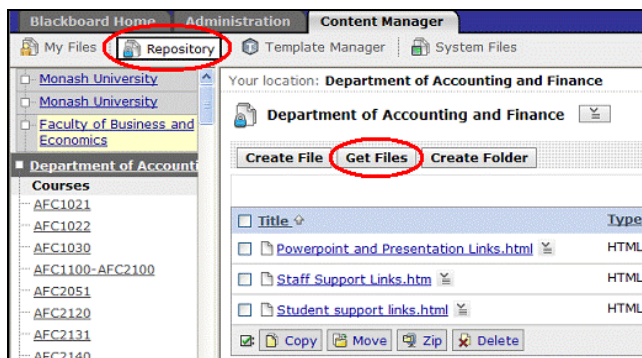 Blackboard Home Administration Content Manager
My Files Repository Template Manager System Files
Monash University
Monash University
Faculty of Business and
Economics
Department of Accounti
Courses
AFC1021
AFC1022
AFC1030
AFC1100-AFC2100
AFC2051
AFC2120
AFC2131
AFC2140
Your location: Department of Accounting and Finance
Department of Accounting and Finance
Create File Get Files Create Folder
Title Type
Powerpoint and Presentation Links.html HTML
Staff Support Links.htm HTML
Student support links.html HTML
Copy Move Zip Delete